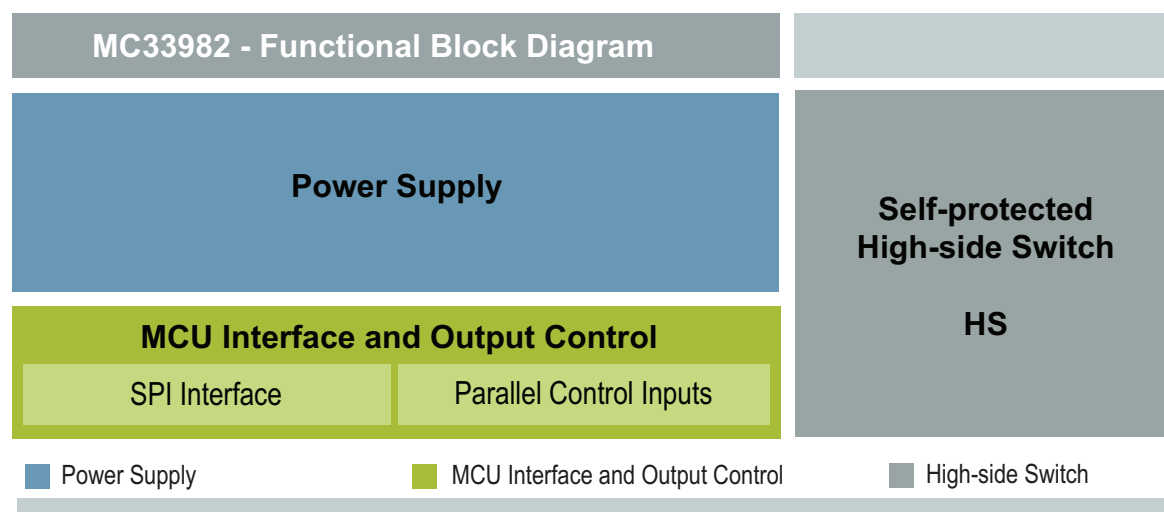 MC33982 - Functional Block Diagram
Power Supply
Self-protected
High-side Switch
HS
MCU Interface and Output Control
SPI Interface
Parallel Control Inputs
Power Supply
MCU Interface and Output Control
High-side Switch